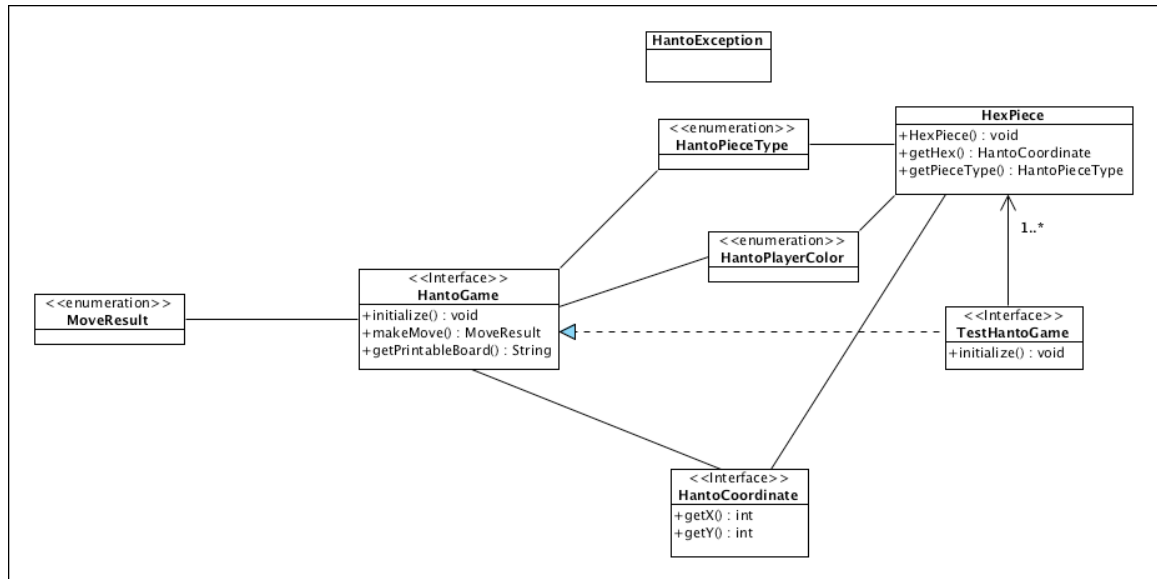 HantoException
<<enumeration>>
HantoPieceType
HexPiece
+HexPiece() : void
+getHex() : HantoCoordinate
+getPieceType() : HantoPieceType
1..*
<<enumeration>>
HantoPlayerColor
<<Interface>>
HantoGame
+initialize() : void
+makeMove() : MoveResult
+getPrintableBoard() : String
<<enumeration>>
MoveResult
<<Interface>>
TestHantoGame
+initialize() : void
<<Interface>>
HantoCoordinate
+getX() : int
+getY() : int